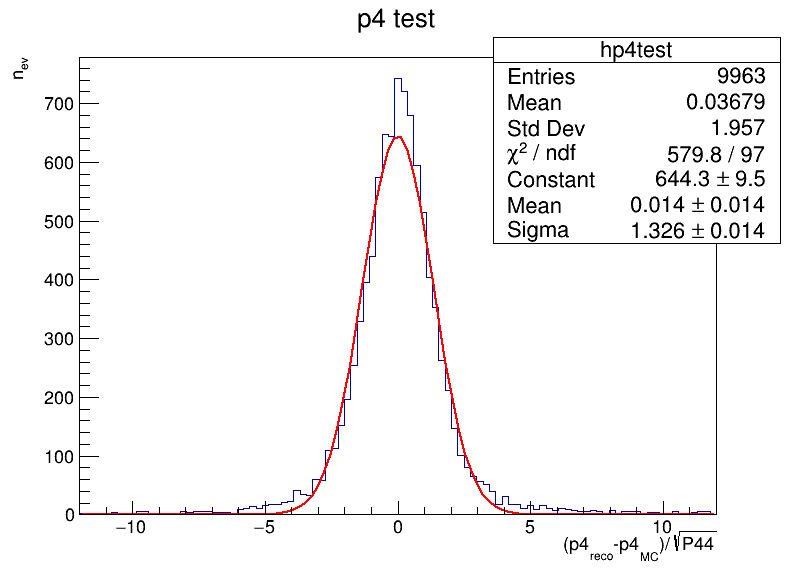 p4 test
hp4test
Entries 9963
Mean 0.03679
Std Dev 1.957
χ² / ndf 579.8 / 97
Constant 644.3 ± 9.5
Mean 0.014 ± 0.014
Sigma 1.326 ± 0.014
n_ev
700
600
500
400
300
200
100
0
−10 −5 0 5 10
(p4_reco-p4_MC)/√P44